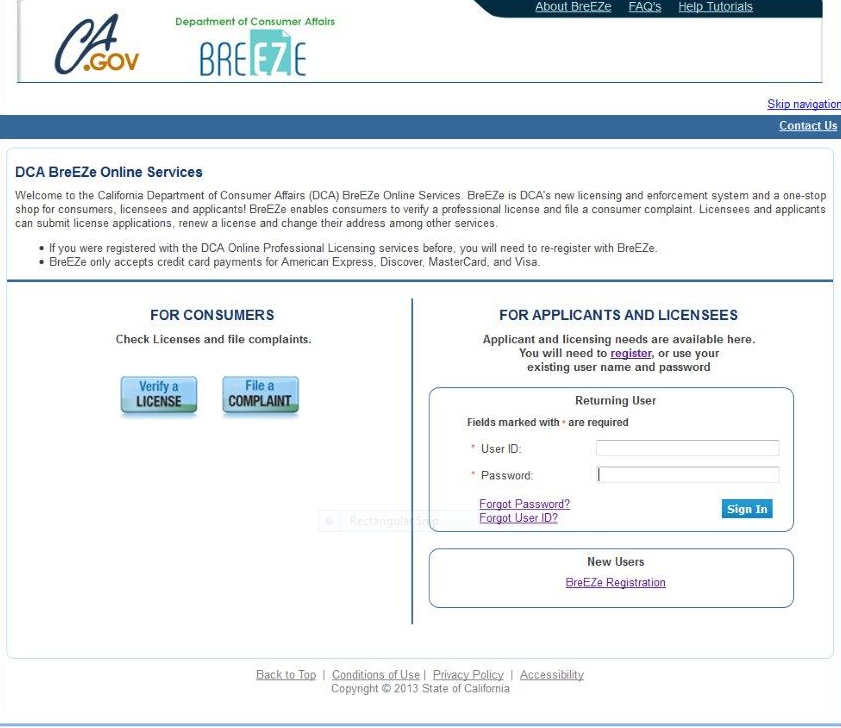 About BreEZe FAQ's Help Tutorials
CA
.GOV
Department of Consumer Affairs
BREEZE
Skip navigation
Contact Us
DCA BreEZe Online Services
Welcome to the California Department of Consumer Affairs (DCA) BreEZe Online Services. BreEZe is DCA's new licensing and enforcement system and a one-stop
shop for consumers, licensees and applicants! BreEZe enables consumers to verify a professional license and file a consumer complaint. Licensees and applicants
can submit license applications, renew a license and change their address among other services.
• If you were registered with the DCA Online Professional Licensing services before, you will need to re-register with BreEZe.
• BreEZe only accepts credit card payments for American Express, Discover, MasterCard, and Visa.
FOR CONSUMERS
Check Licenses and file complaints.
Verify a
LICENSE
File a
COMPLAINT
FOR APPLICANTS AND LICENSEES
Applicant and licensing needs are available here.
You will need to register, or use your
existing user name and password
Returning User
Fields marked with * are required
* User ID:
* Password:
Forgot Password?
Forgot User ID?
Sign In
Rectangular Snip
New Users
BreEZe Registration
Back to Top | Conditions of Use | Privacy Policy | Accessibility
Copyright © 2013 State of California